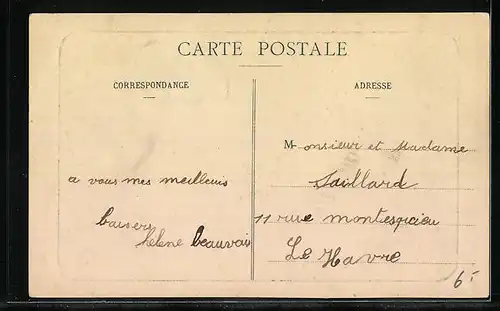 CARTE POSTALE
CORRESPONDANCE
ADRESSE
Monsieur et Madame
Saillard
11 rue montesquieu
Le Havre
a vous mes meilleurs
baisers
helene beauvais
6-